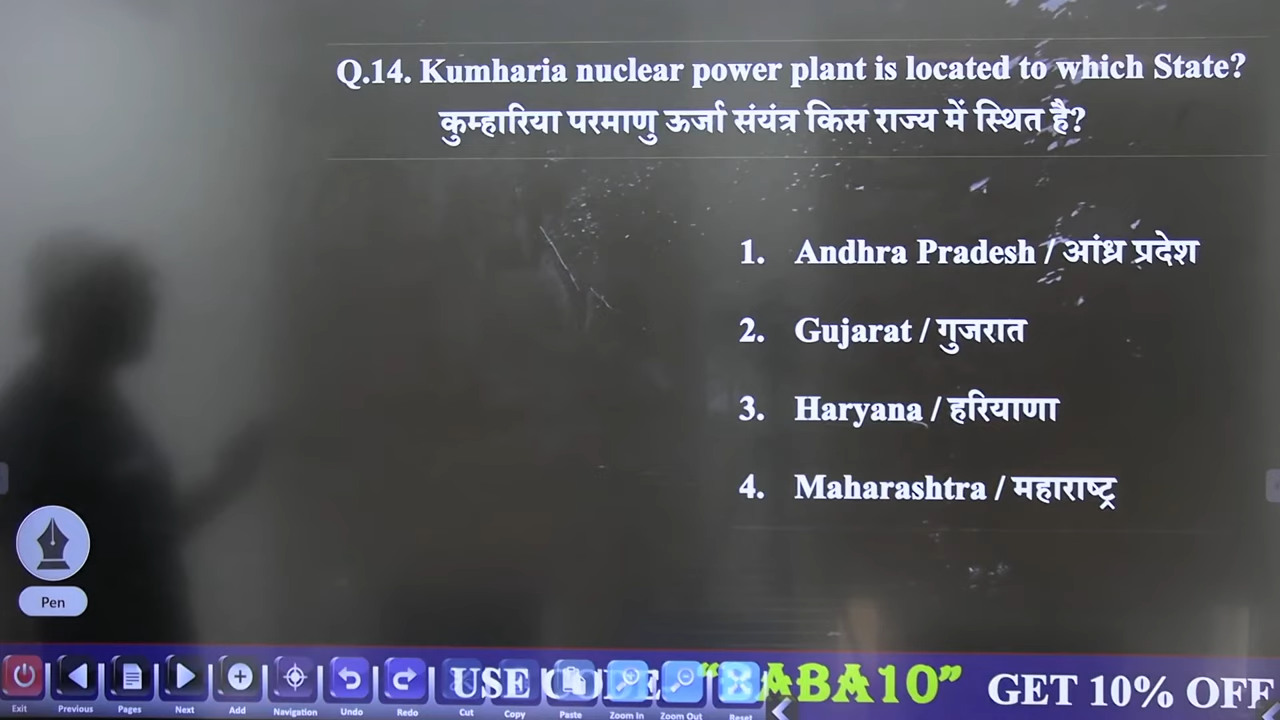 Q.14. Kumharia nuclear power plant is located to which State?
कुम्हारिया परमाणु ऊर्जा संयंत्र किस राज्य में स्थित है?
1. Andhra Pradesh / आंध्र प्रदेश
2. Gujarat / गुजरात
3. Haryana / हरियाणा
4. Maharashtra / महाराष्ट्र
Pen
USE CODE “BABA10” GET 10% OFF
Exit Previous Pages Next Add Navigation Undo Redo Cut Copy Paste Zoom In Zoom Out Reset